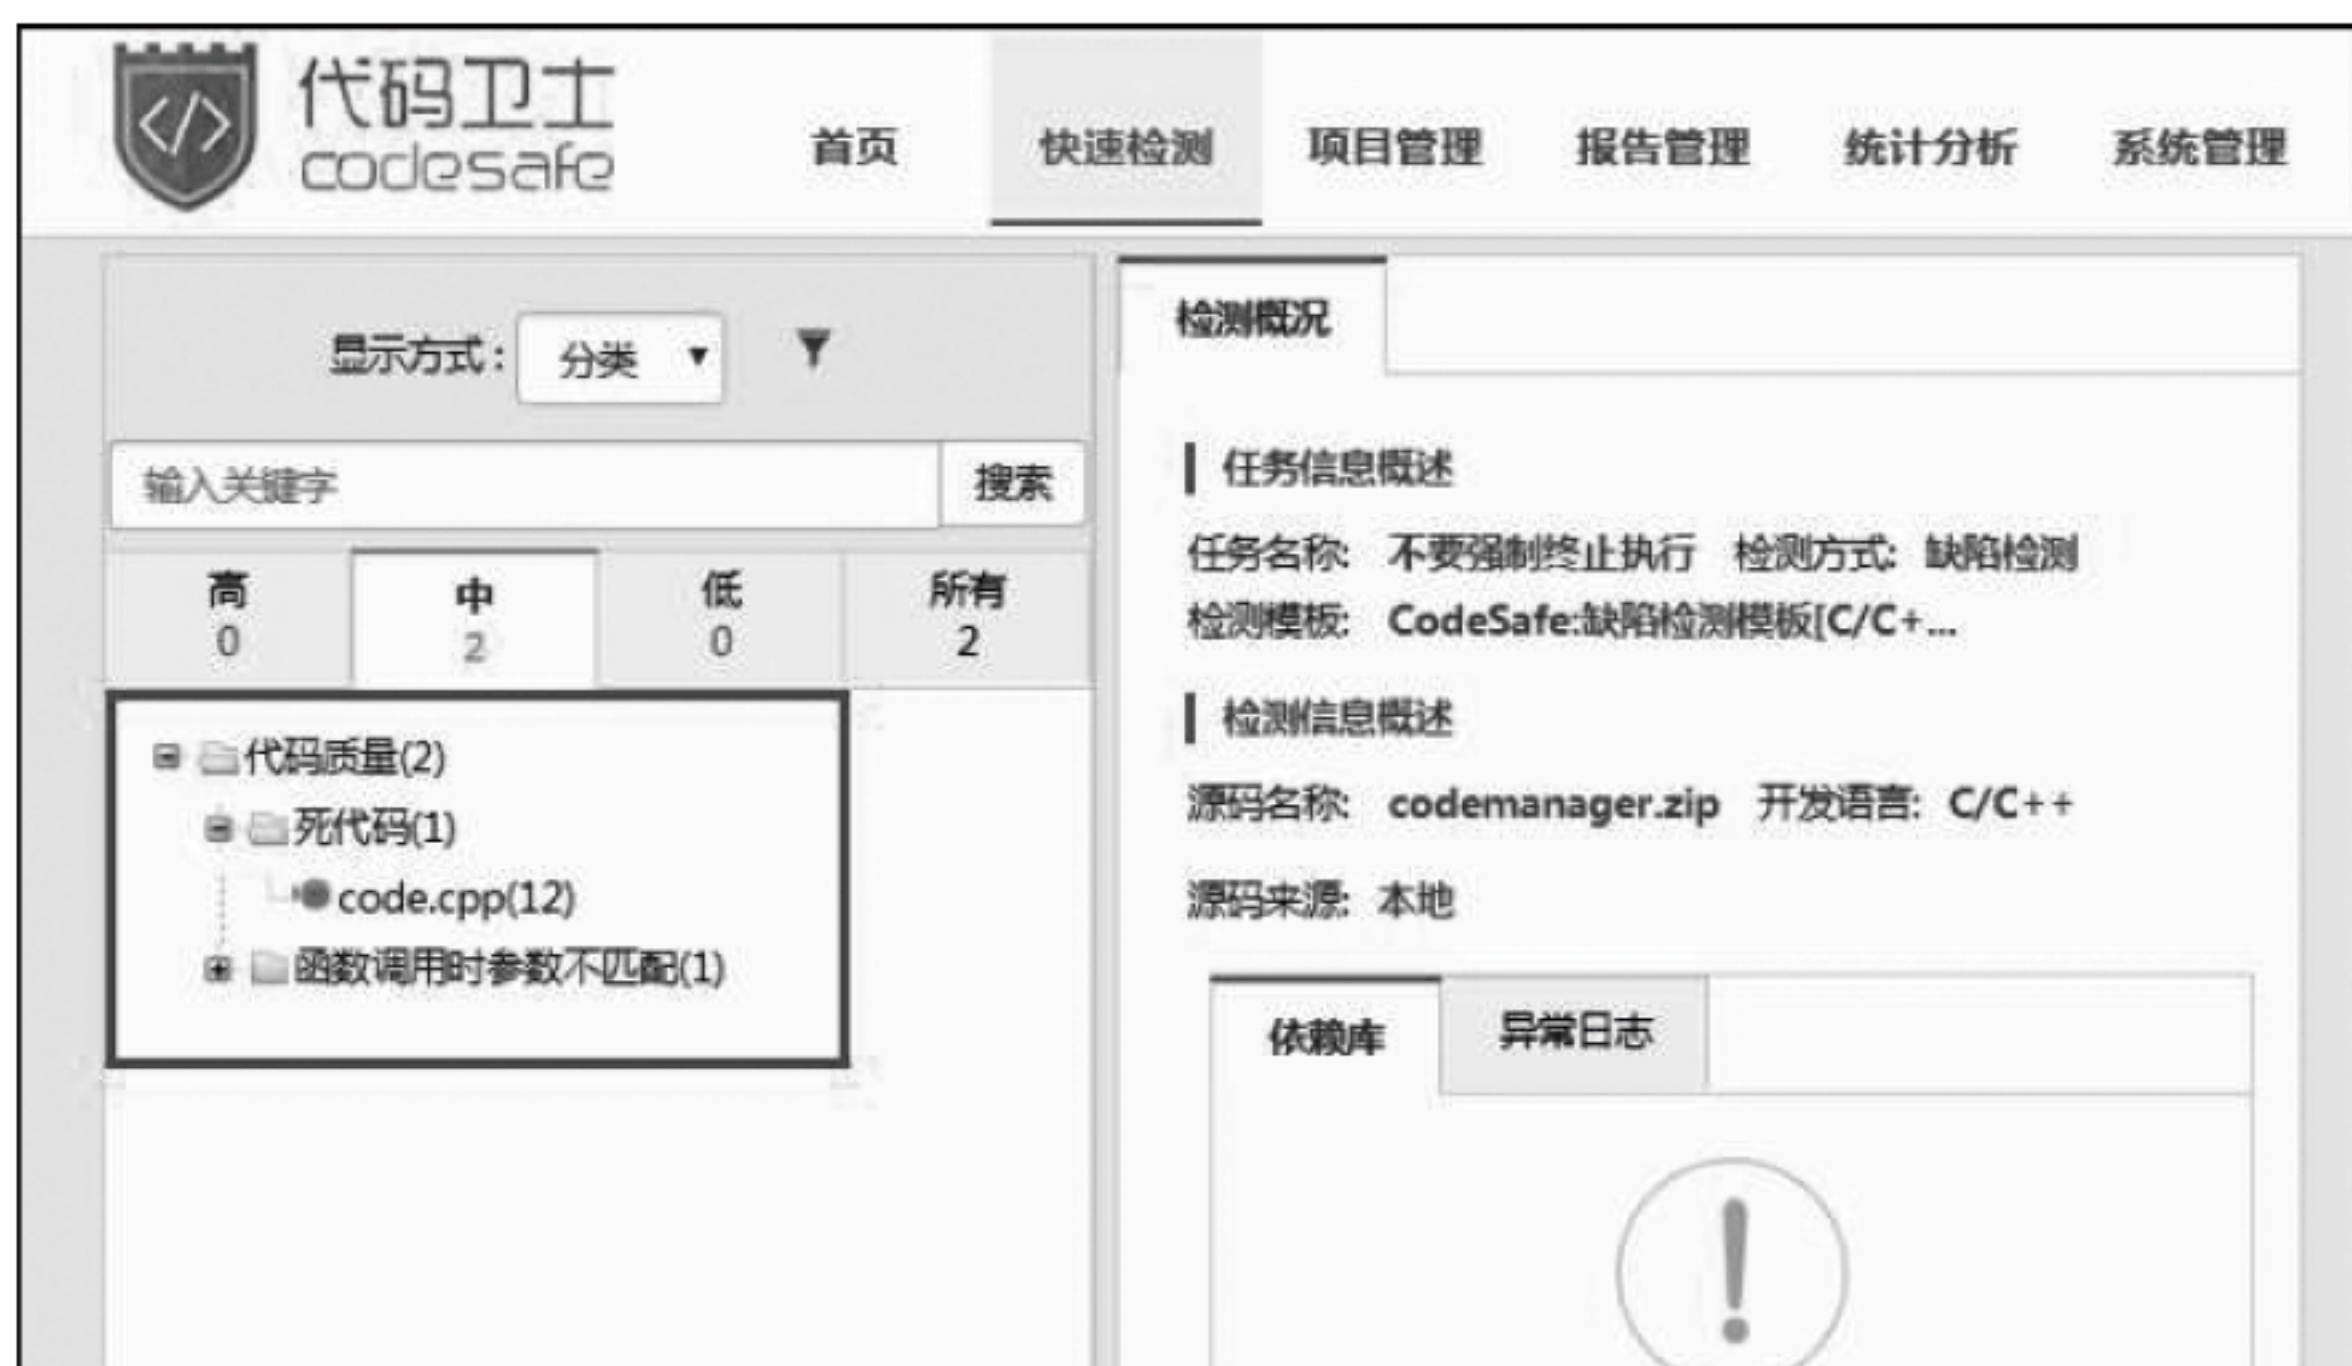 代码卫士
codesafe
首页 快速检测 项目管理 报告管理 统计分析 系统管理
显示方式： 分类
输入关键字 搜索
高 中 低 所有
0 2 0 2
代码质量(2)
死代码(1)
code.cpp(12)
函数调用时参数不匹配(1)
检测概况
任务信息概述
任务名称: 不要强制终止执行 检测方式: 缺陷检测
检测模板: CodeSafe:缺陷检测模板[C/C+...
检测信息概述
源码名称: codemanager.zip 开发语言: C/C++
源码来源: 本地
依赖库 异常日志